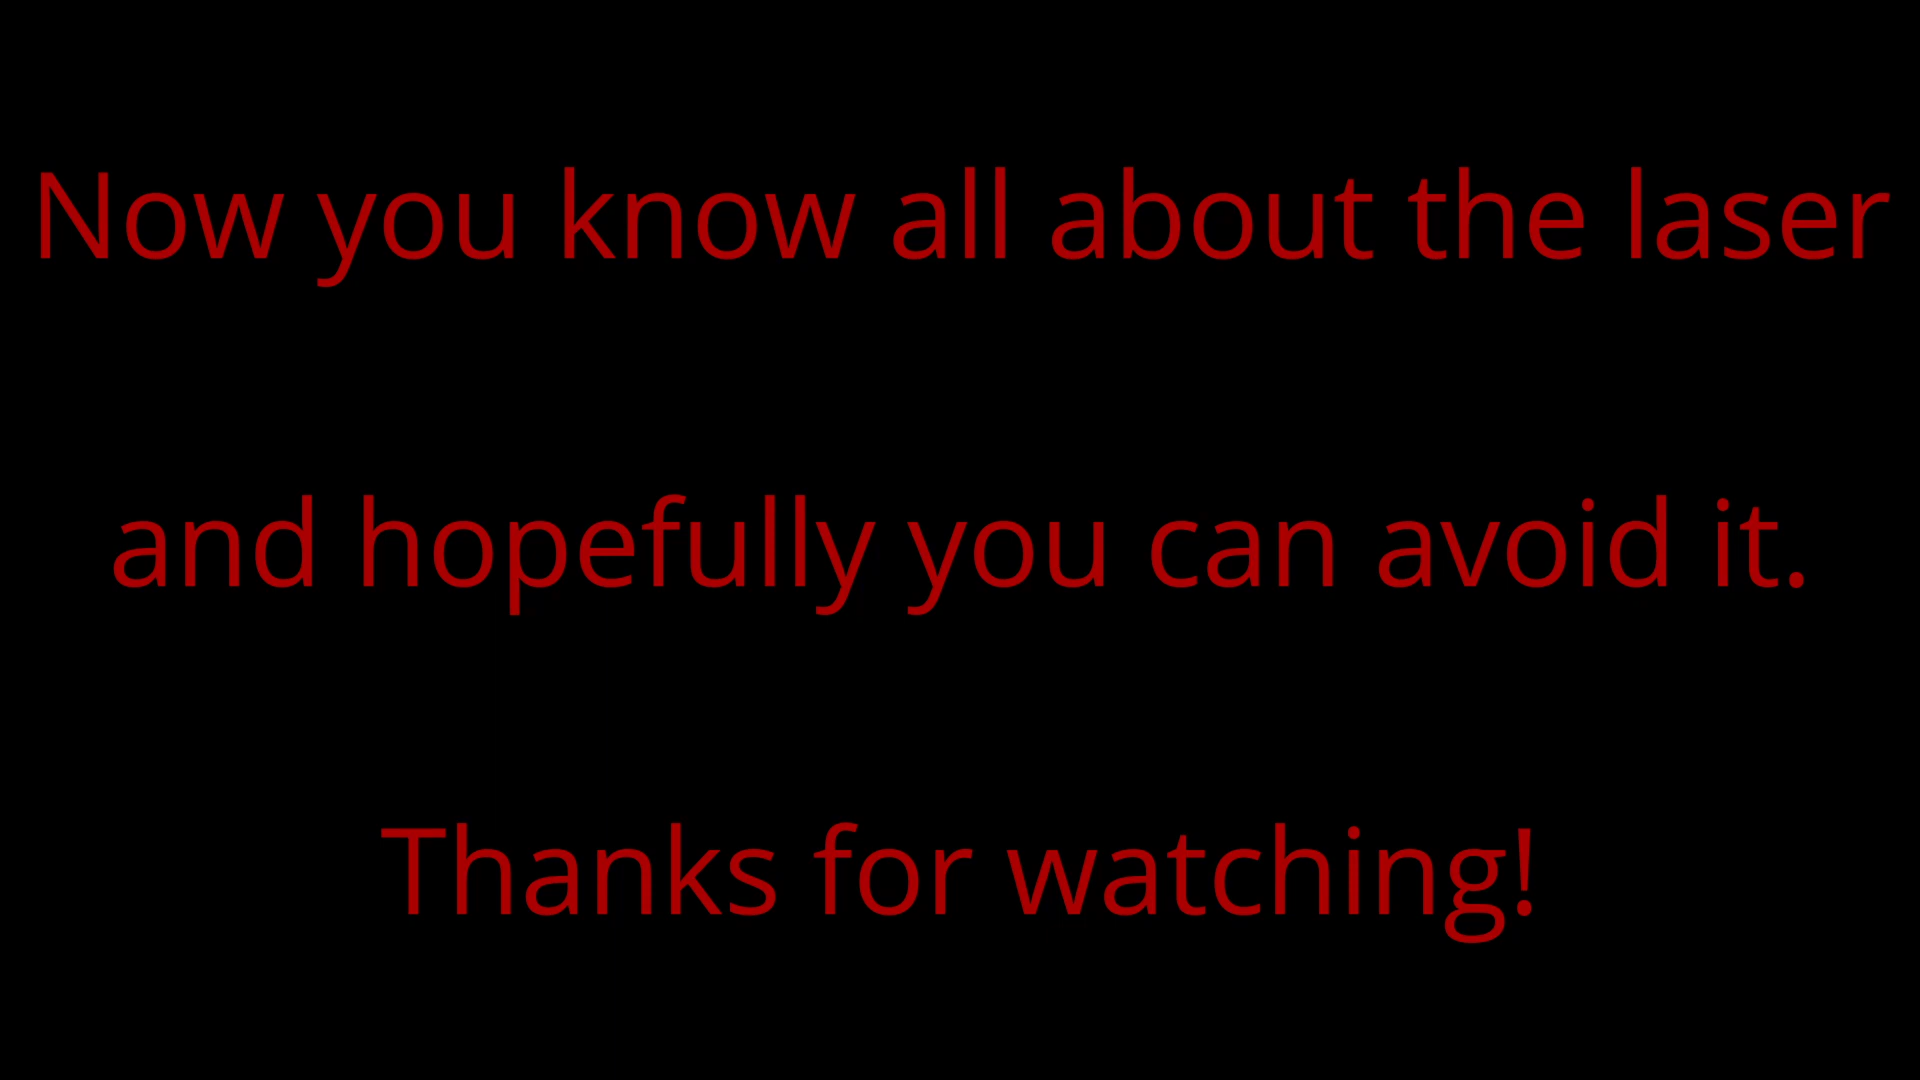 Now you know all about the laser
and hopefully you can avoid it.
Thanks for watching!